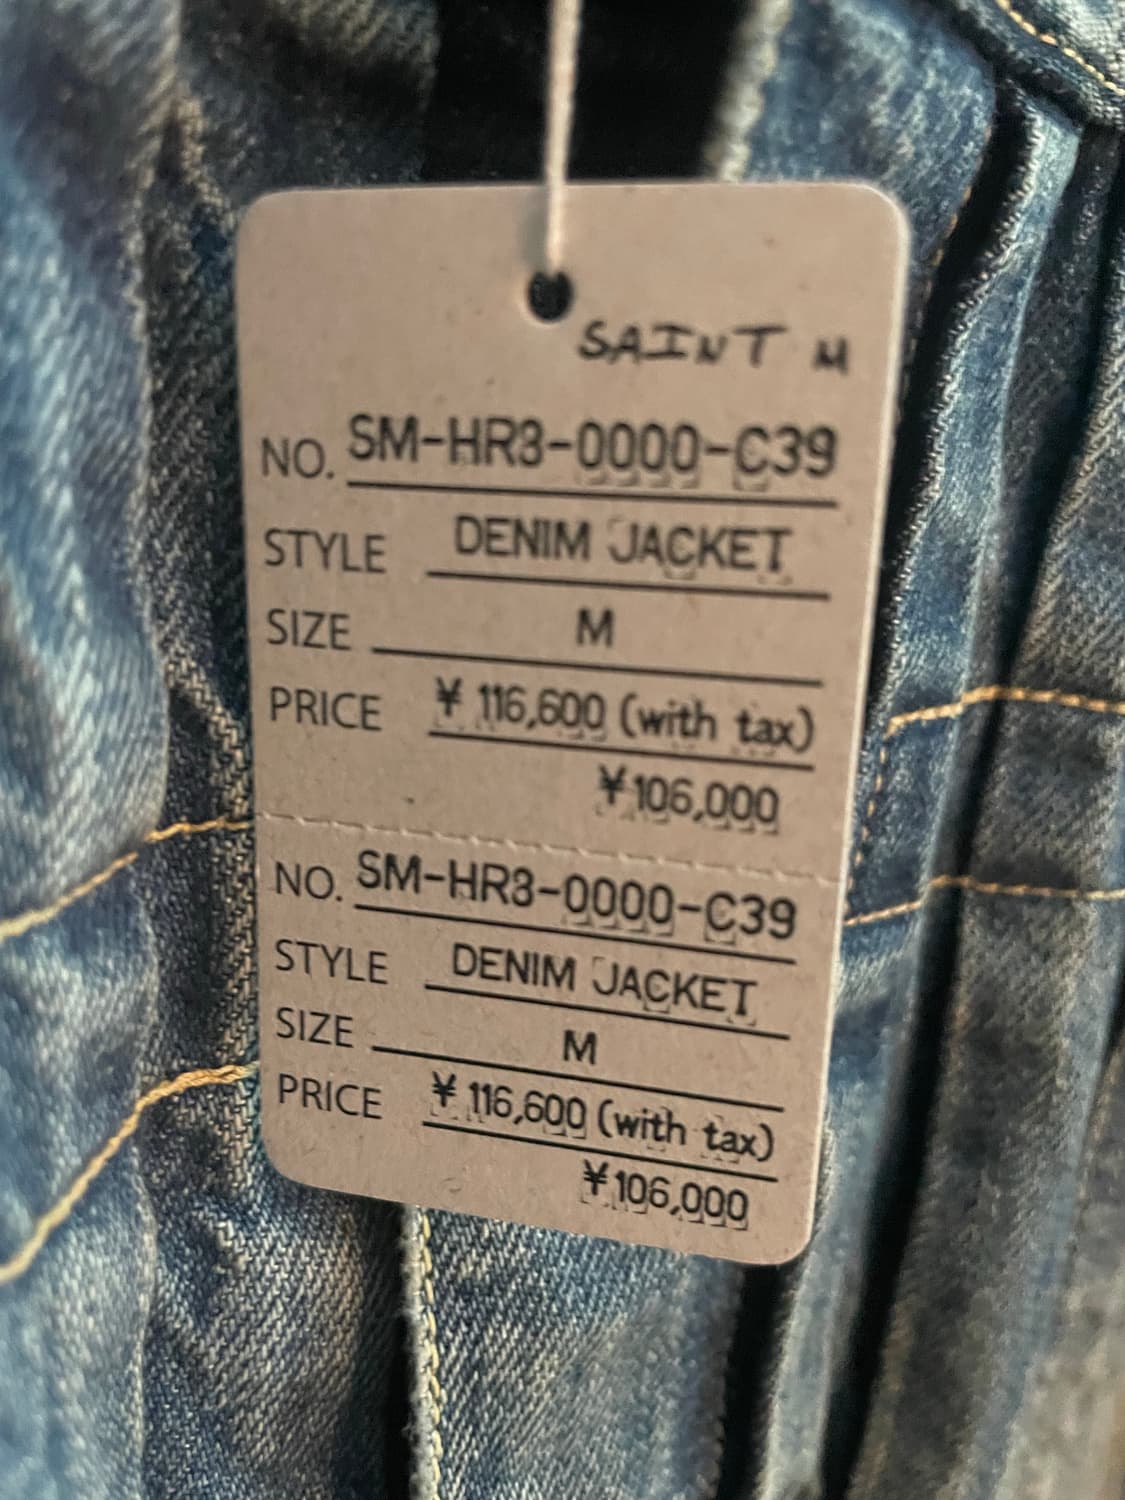 SAINT M
NO. SM-HR3-0000-C39
STYLE DENIM JACKET
SIZE M
PRICE ¥ 116,600 (with tax)
¥106,000
NO. SM-HR3-0000-C39
STYLE DENIM JACKET
SIZE M
PRICE ¥ 116,600 (with tax)
¥106,000